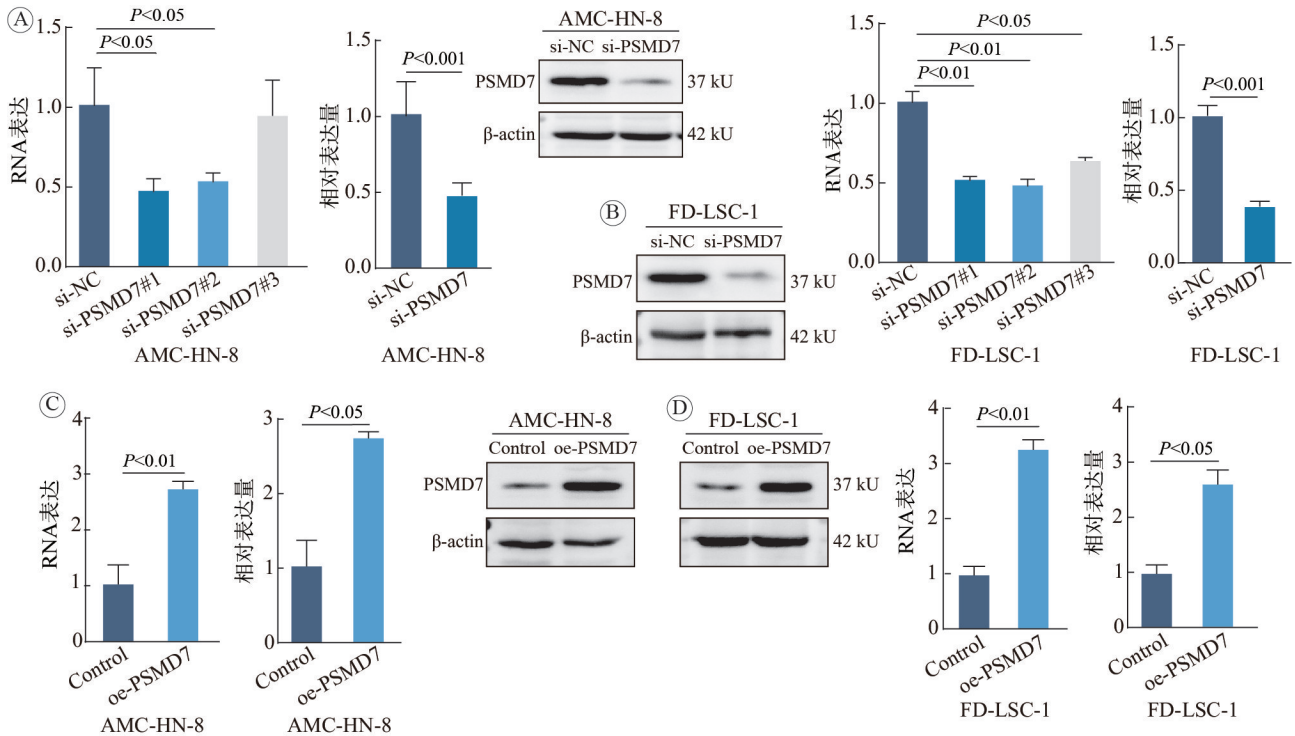 A
P<0.05
P<0.05
1.5
1.0
0.5
0.0
RNA表达
si-NC
si-PSMD7#1
si-PSMD7#2
si-PSMD7#3
AMC-HN-8
P<0.001
1.5
1.0
0.5
0.0
相对表达量
si-NC
si-PSMD7
AMC-HN-8
AMC-HN-8
si-NC si-PSMD7
PSMD7 37 kU
β-actin 42 kU
B
FD-LSC-1
si-NC si-PSMD7
PSMD7 37 kU
β-actin 42 kU
P<0.05
P<0.01
P<0.01
1.5
1.0
0.5
0.0
RNA表达
si-NC
si-PSMD7#1
si-PSMD7#2
si-PSMD7#3
FD-LSC-1
P<0.001
1.5
1.0
0.5
0.0
相对表达量
si-NC
si-PSMD7
FD-LSC-1
C
P<0.01
4
3
2
1
0
RNA表达
Control
oe-PSMD7
AMC-HN-8
P<0.05
3
2
1
0
相对表达量
Control
oe-PSMD7
AMC-HN-8
AMC-HN-8
Control oe-PSMD7
PSMD7
β-actin
D
FD-LSC-1
Control oe-PSMD7
37 kU
42 kU
P<0.01
4
3
2
1
0
RNA表达
Control
oe-PSMD7
FD-LSC-1
P<0.05
4
3
2
1
0
相对表达量
Control
oe-PSMD7
FD-LSC-1